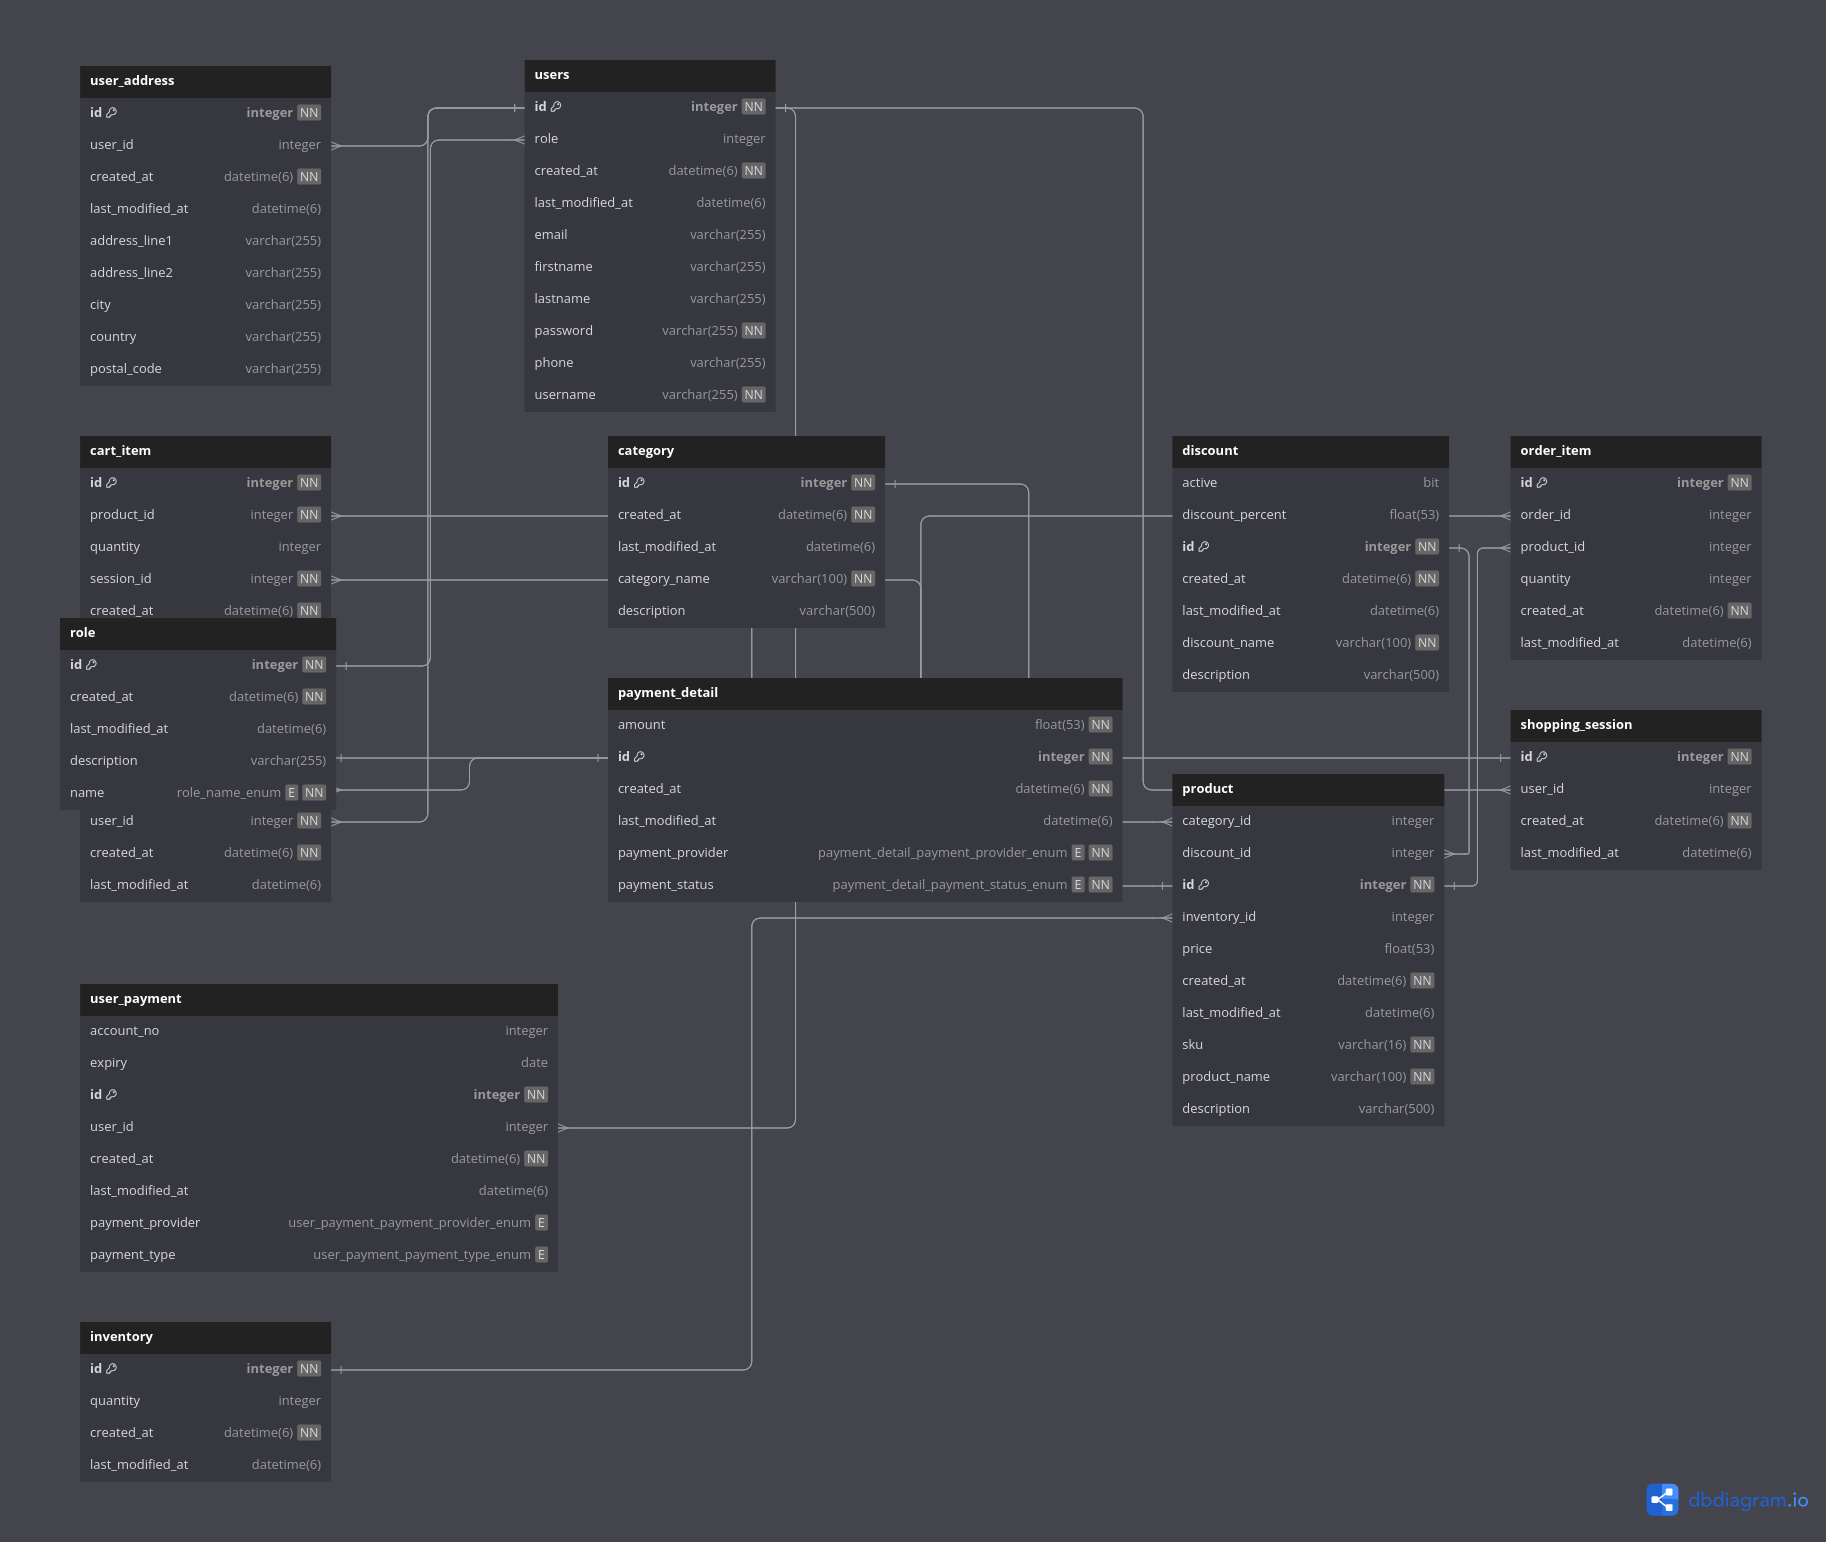 user_address
id integer NN
user_id integer
created_at datetime(6) NN
last_modified_at datetime(6)
address_line1 varchar(255)
address_line2 varchar(255)
city varchar(255)
country varchar(255)
postal_code varchar(255)
users
id integer NN
role integer
created_at datetime(6) NN
last_modified_at datetime(6)
email varchar(255)
firstname varchar(255)
lastname varchar(255)
password varchar(255) NN
phone varchar(255)
username varchar(255) NN
cart_item
id integer NN
product_id integer NN
quantity integer
session_id integer NN
created_at datetime(6) NN
role
id integer NN
created_at datetime(6) NN
last_modified_at datetime(6)
description varchar(255)
name role_name_enum E NN
user_id integer NN
created_at datetime(6) NN
last_modified_at datetime(6)
category
id integer NN
created_at datetime(6) NN
last_modified_at datetime(6)
category_name varchar(100) NN
description varchar(500)
payment_detail
amount float(53) NN
id integer NN
created_at datetime(6) NN
last_modified_at datetime(6)
payment_provider payment_detail_payment_provider_enum E NN
payment_status payment_detail_payment_status_enum E NN
discount
active bit
discount_percent float(53)
id integer NN
created_at datetime(6) NN
last_modified_at datetime(6)
discount_name varchar(100) NN
description varchar(500)
order_item
id integer NN
order_id integer
product_id integer
quantity integer
created_at datetime(6) NN
last_modified_at datetime(6)
shopping_session
id integer NN
user_id integer
created_at datetime(6) NN
last_modified_at datetime(6)
product
category_id integer
discount_id integer
id integer NN
inventory_id integer
price float(53)
created_at datetime(6) NN
last_modified_at datetime(6)
sku varchar(16) NN
product_name varchar(100) NN
description varchar(500)
user_payment
account_no integer
expiry date
id integer NN
user_id integer
created_at datetime(6) NN
last_modified_at datetime(6)
payment_provider user_payment_payment_provider_enum E
payment_type user_payment_payment_type_enum E
inventory
id integer NN
quantity integer
created_at datetime(6) NN
last_modified_at datetime(6)
dbdiagram.io